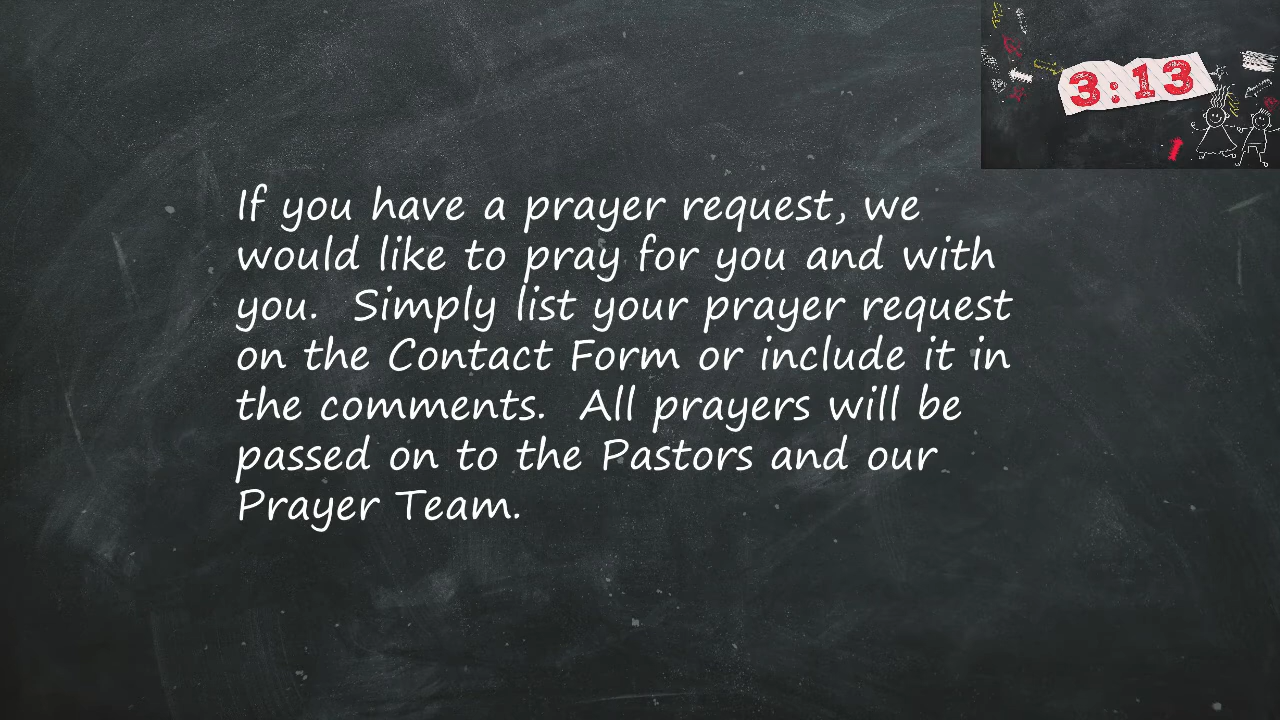 3:13
If you have a prayer request, we
would like to pray for you and with
you.  Simply list your prayer request
on the Contact Form or include it in
the comments.  All prayers will be
passed on to the Pastors and our
Prayer Team.